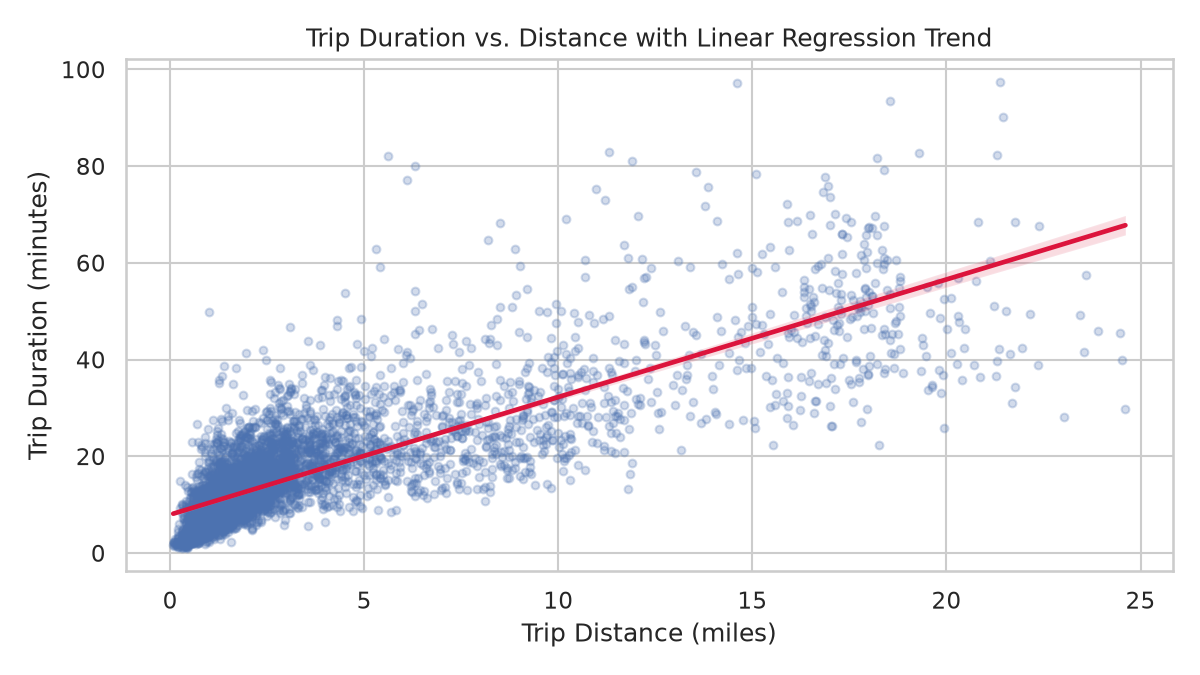 Trip Duration vs. Distance with Linear Regression Trend
100
80
60
40
20
0
Trip Duration (minutes)
0 5 10 15 20 25
Trip Distance (miles)